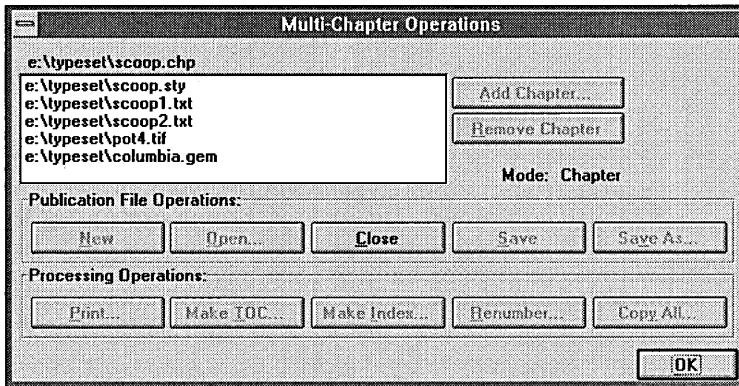 Multi-Chapter Operations
e:\typeset\scoop.chp
e:\typeset\scoop.sty
e:\typeset\scoop1.txt
e:\typeset\scoop2.txt
e:\typeset\pot4.tif
e:\typeset\columbia.gem
Add Chapter...
Remove Chapter
Mode: Chapter
Publication File Operations:
New Open... Close Save Save As...
Processing Operations:
Print... Make TOC... Make Index... Renumber... Copy All...
OK